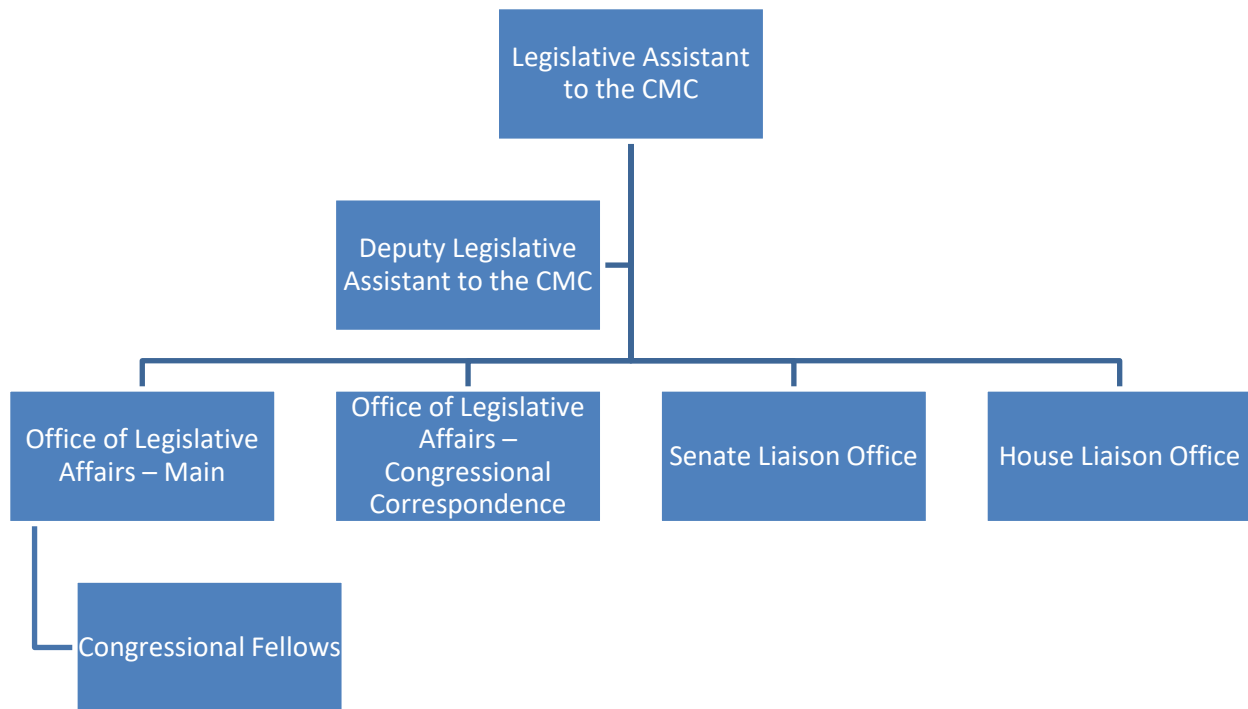 Legislative Assistant
to the CMC
Deputy Legislative
Assistant to the CMC
Office of Legislative
Affairs – Main
Office of Legislative
Affairs –
Congressional
Correspondence
Senate Liaison Office
House Liaison Office
Congressional Fellows